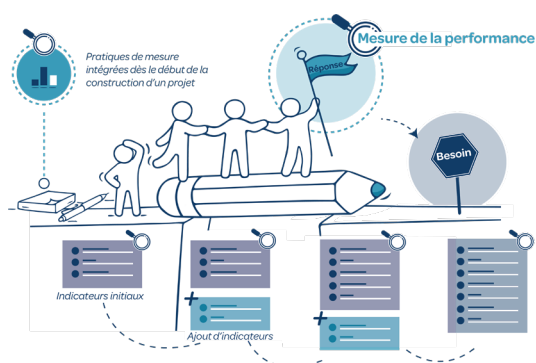 Mesure de la performance
Pratiques de mesure
intégrées dès le début de la
construction d'un projet
Réponse
Besoin
Indicateurs initiaux
+
Ajout d'indicateurs
+